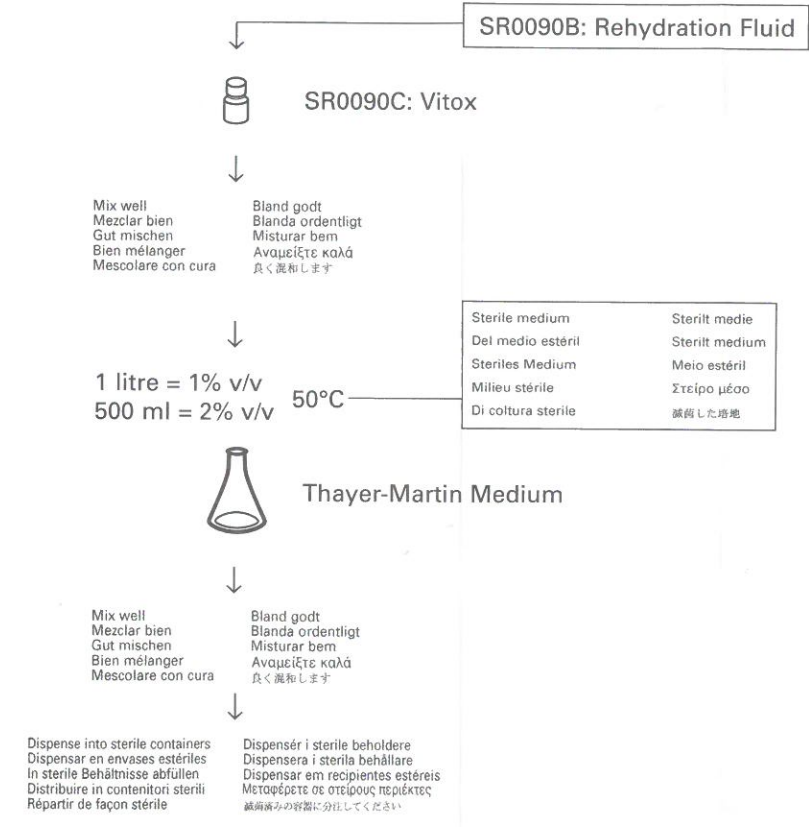 SR0090B: Rehydration Fluid
SR0090C: Vitox
Mix well
Mezclar bien
Gut mischen
Bien mélanger
Mescolare con cura
Bland godt
Blanda ordentligt
Misturar bem
Αναμείξτε καλά
良く混和します
1 litre = 1% v/v
500 ml = 2% v/v
50°C
Sterile medium
Del medio estéril
Steriles Medium
Milieu stérile
Di coltura sterile
Sterilt medie
Sterilt medium
Meio estéril
Στείρο μέσο
滅菌した培地
Thayer-Martin Medium
Mix well
Mezclar bien
Gut mischen
Bien mélanger
Mescolare con cura
Bland godt
Blanda ordentligt
Misturar bem
Αναμείξτε καλά
良く混和します
Dispense into sterile containers
Dispensar en envases estériles
In sterile Behältnisse abfüllen
Distribuire in contenitori sterili
Répartir de façon stérile
Dispensér i sterile beholdere
Dispensera i sterila behållare
Dispensar em recipientes estéreis
Μεταφέρετε σε στείρους περιέκτες
滅菌済みの容器に分注してください